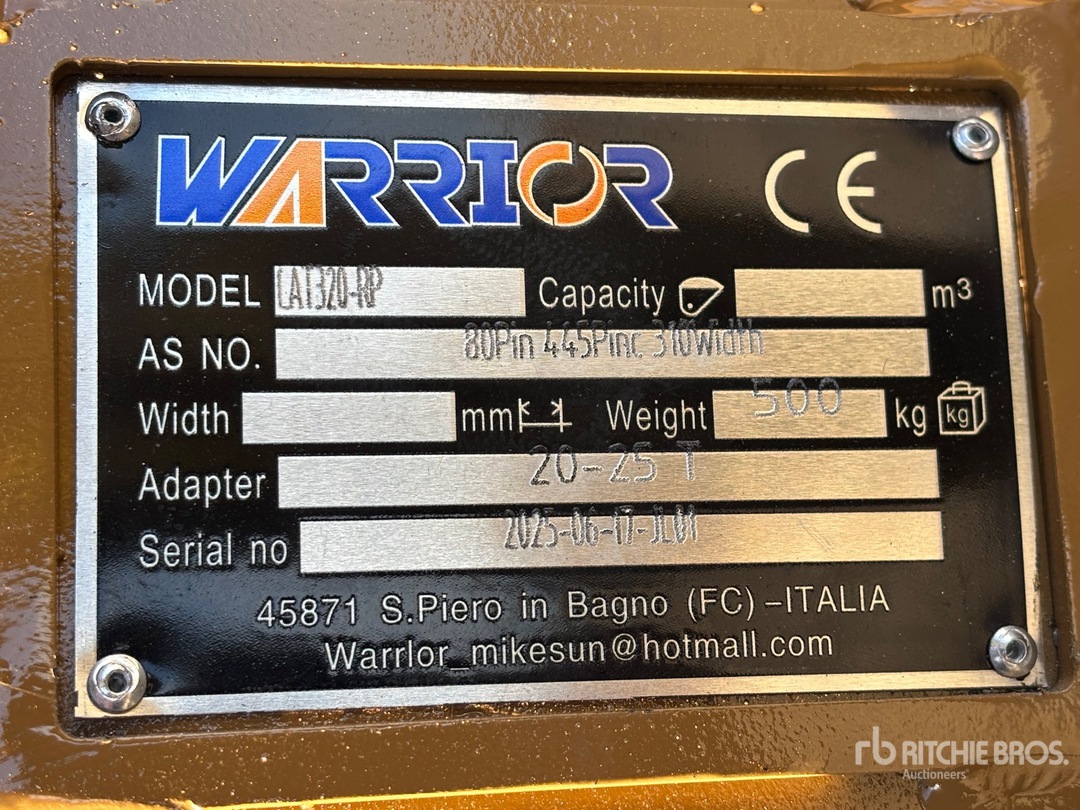 WARRIOR CE
MODEL CAT320-RP Capacity m³
AS NO. 80Pin 445Pinc 310Width
Width mm Weight 500 kg kg
Adapter 20-25 T
Serial no 2025-06-17-JL01
45871 S.Piero in Bagno (FC) -ITALIA
Warrlor_mikesun@hotmall.com
rb RITCHIE BROS.
Auctioneers